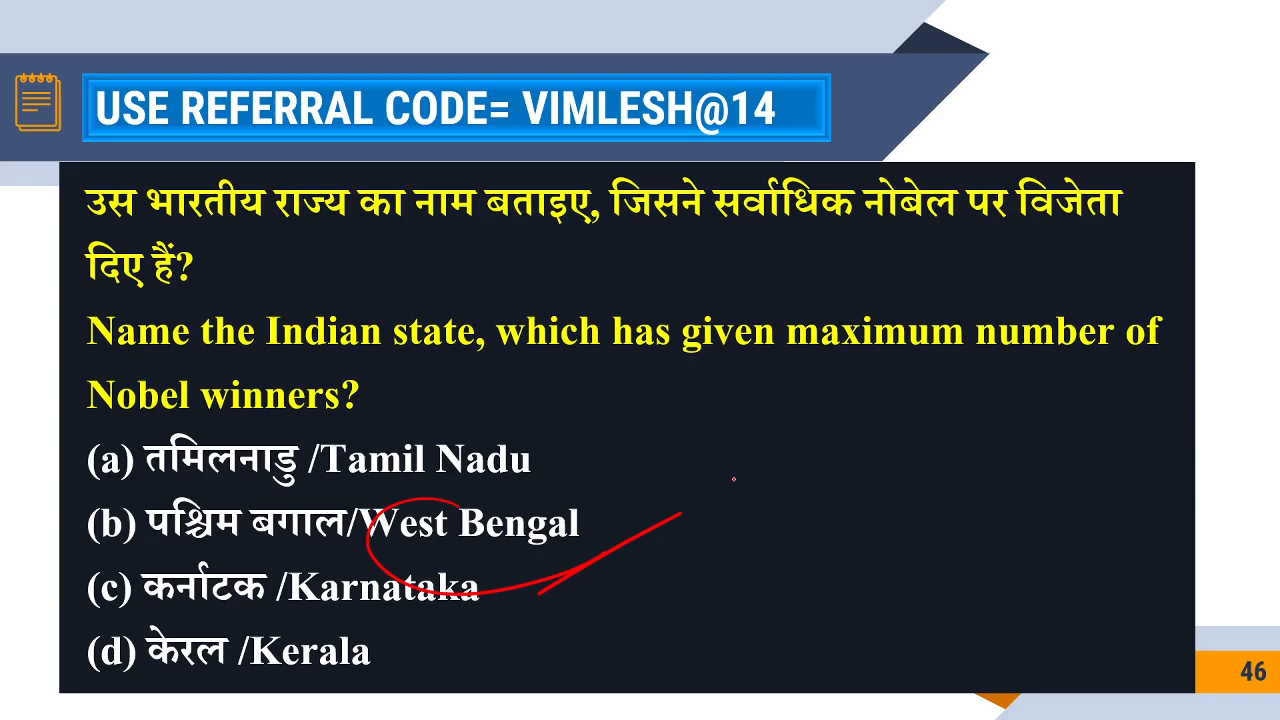 USE REFERRAL CODE= VIMLESH@14
उस भारतीय राज्य का नाम बताइए, जिसने सर्वाधिक नोबेल पर विजेता
दिए हैं?
Name the Indian state, which has given maximum number of
Nobel winners?
(a) तमिलनाडु /Tamil Nadu
(b) पश्चिम बगाल/West Bengal
(c) कर्नाटक /Karnataka
(d) केरल /Kerala
46